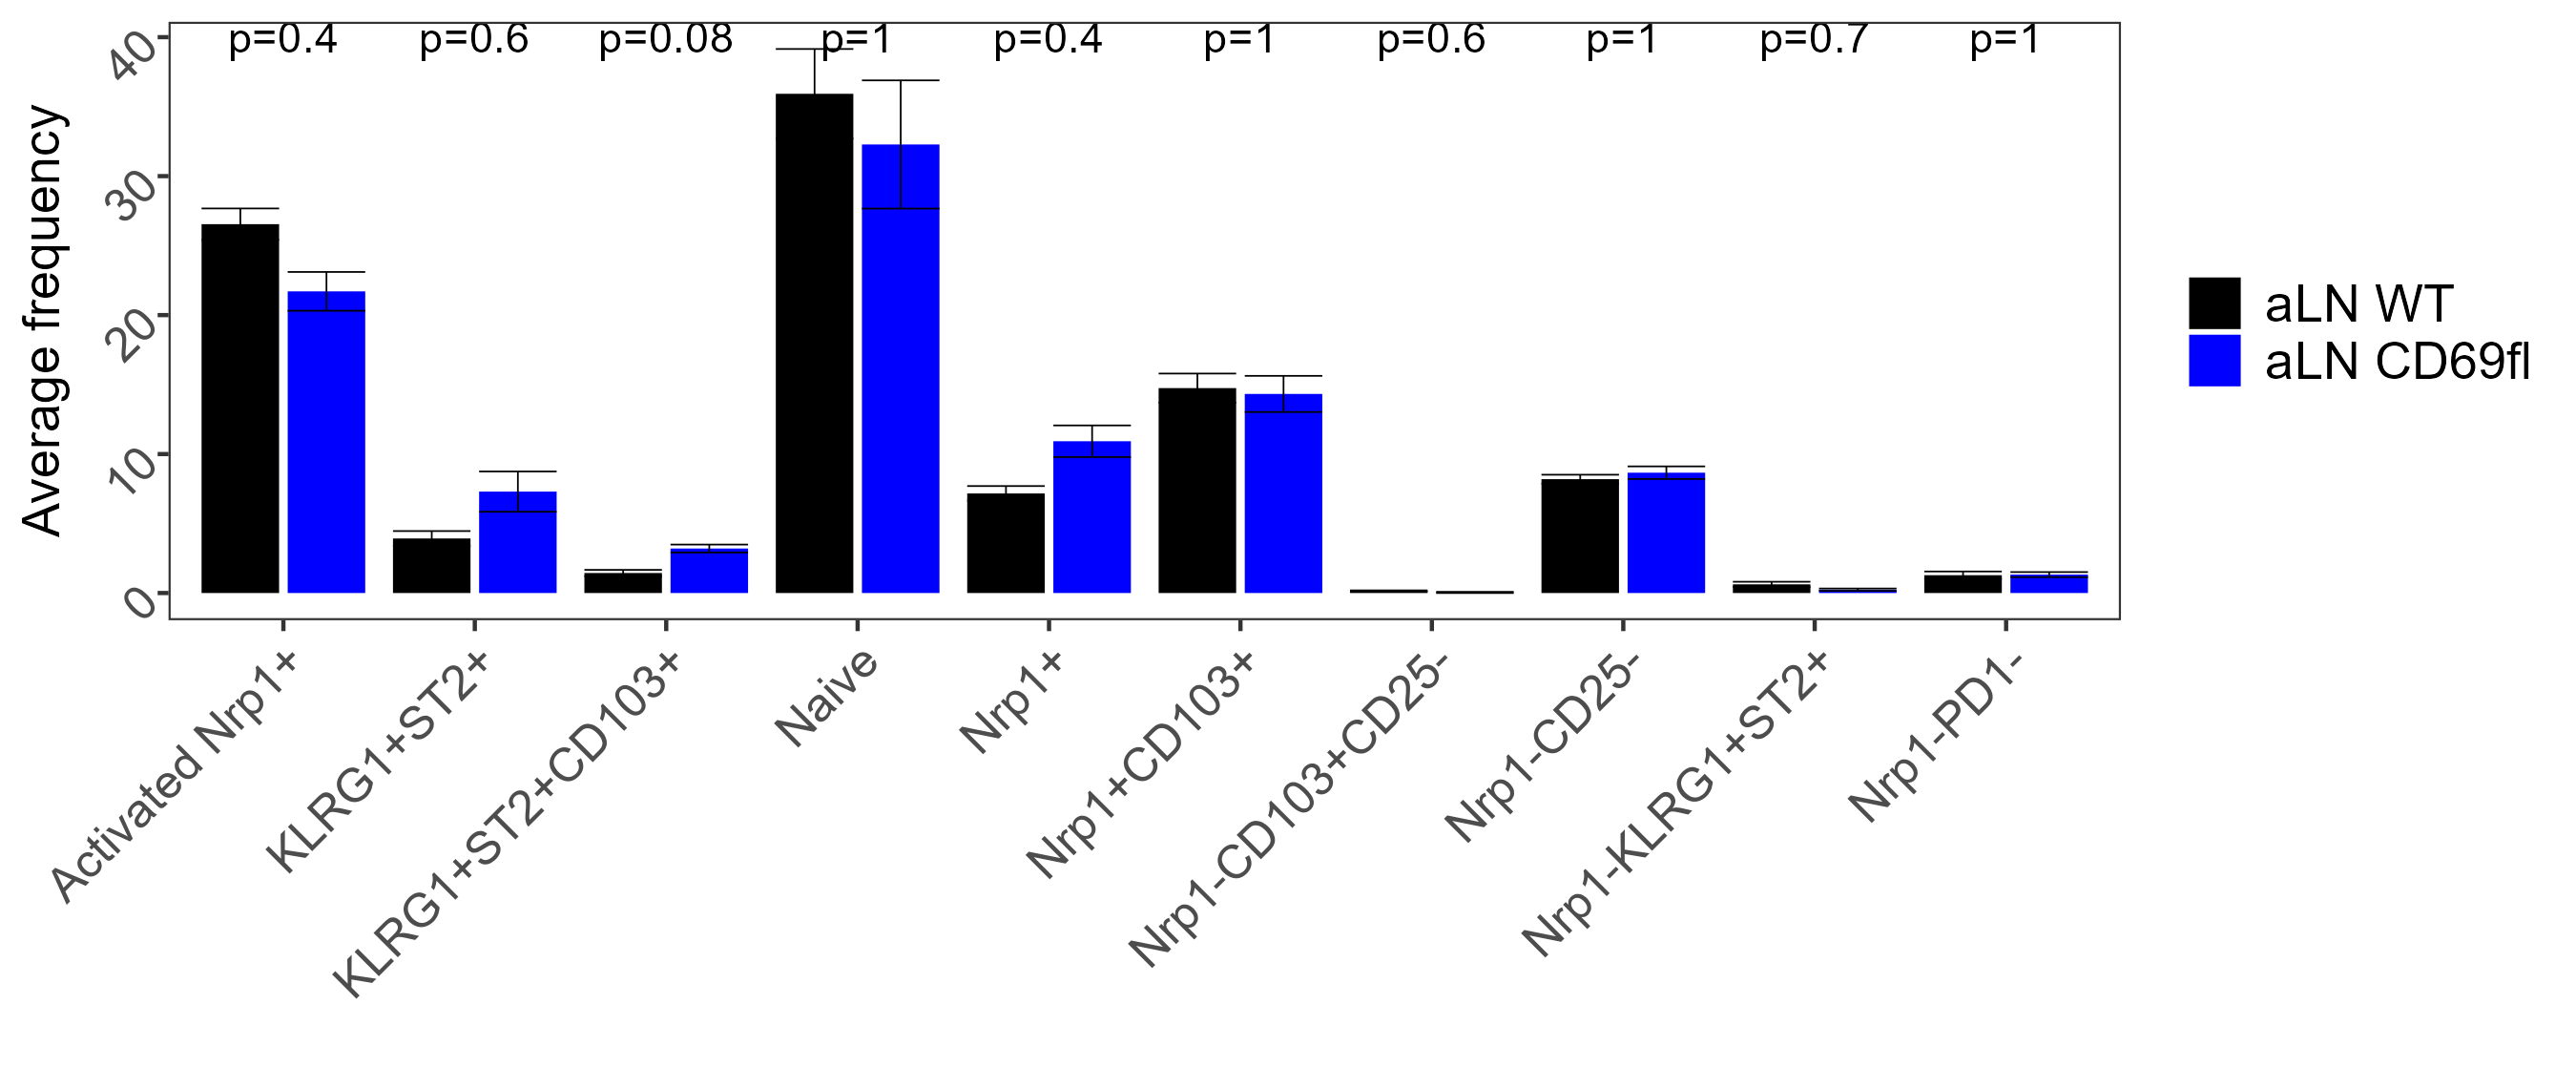 p=0.4 p=0.6 p=0.08 p=1 p=0.4 p=1 p=0.6 p=1 p=0.7 p=1
40
30
20
10
0
Average frequency
aLN WT
aLN CD69fl
Activated Nrp1+
KLRG1+ST2+
KLRG1+ST2+CD103+
Naive
Nrp1+
Nrp1+CD103+
Nrp1-CD103+CD25-
Nrp1-CD25-
Nrp1-KLRG1+ST2+
Nrp1-PD1-